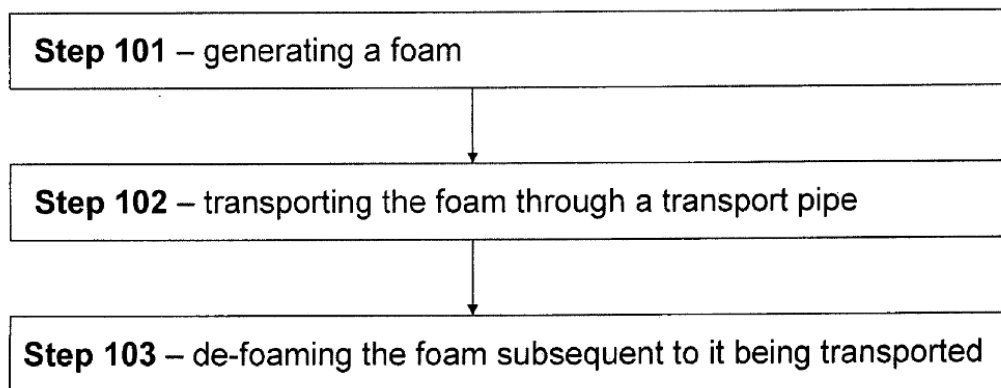 Step 101 – generating a foam
Step 102 – transporting the foam through a transport pipe
Step 103 – de-foaming the foam subsequent to it being transported